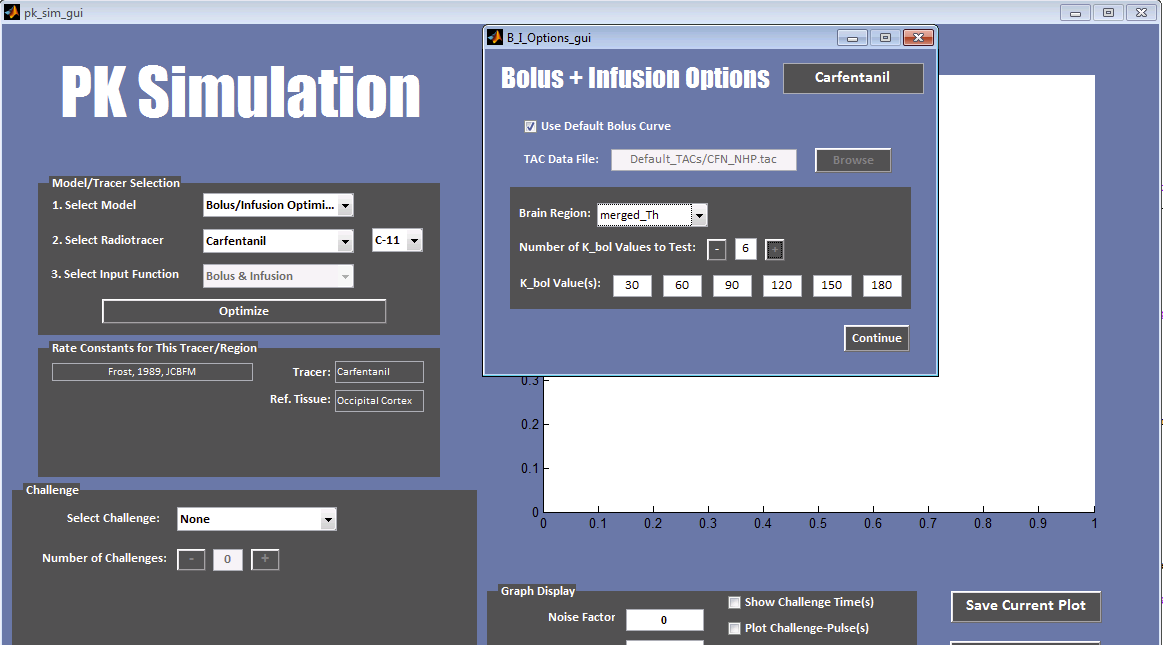 pk_sim_gui
PK Simulation
Model/Tracer Selection
1. Select Model
Bolus/Infusion Optimi...
2. Select Radiotracer
Carfentanil
C-11
3. Select Input Function
Bolus & Infusion
Optimize
Rate Constants for This Tracer/Region
Frost, 1989, JCBFM
Tracer:
Carfentanil
Ref. Tissue:
Occipital Cortex
Challenge
Select Challenge:
None
Number of Challenges:
-
0
+
B_I_Options_gui
Bolus + Infusion Options
Carfentanil
Use Default Bolus Curve
TAC Data File:
Default_TACs/CFN_NHP.tac
Browse
Brain Region:
merged_Th
Number of K_bol Values to Test:
-
6
+
K_bol Value(s):
30 60 90 120 150 180
Continue
0.3
0.2
0.1
0
0 0.1 0.2 0.3 0.4 0.5 0.6 0.7 0.8 0.9 1
Graph Display
Noise Factor
0
Show Challenge Time(s)
Plot Challenge-Pulse(s)
Save Current Plot